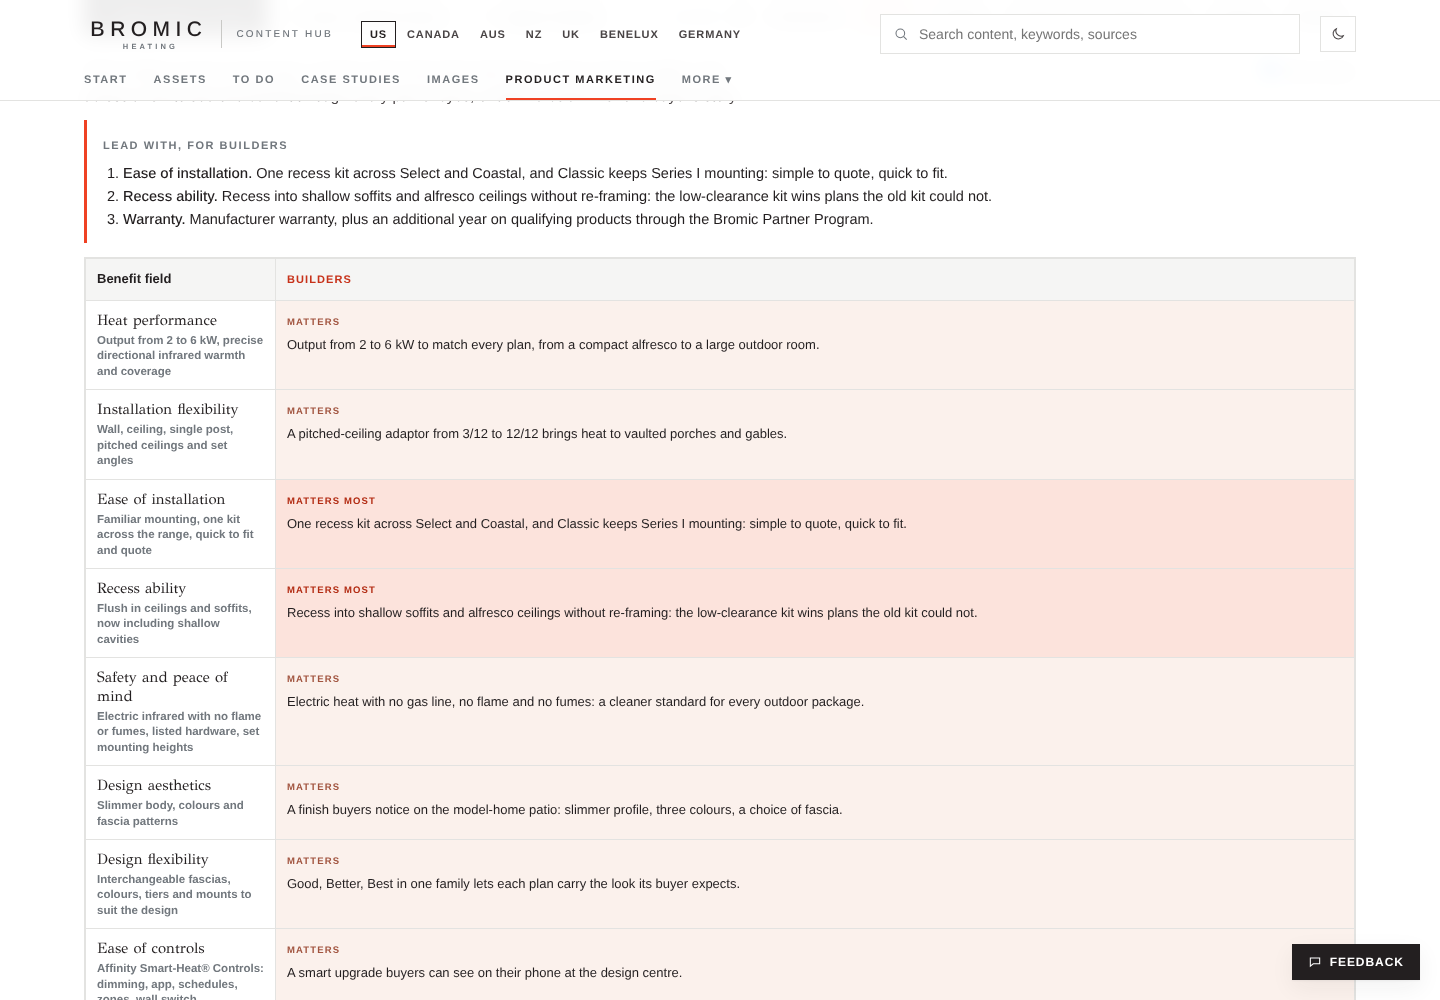 BROMIC
HEATING
CONTENT HUB
US CANADA AUS NZ UK BENELUX GERMANY
Search content, keywords, sources
START ASSETS TO DO CASE STUDIES IMAGES PRODUCT MARKETING MORE ▾
LEAD WITH, FOR BUILDERS
1. Ease of installation. One recess kit across Select and Coastal, and Classic keeps Series I mounting: simple to quote, quick to fit.
2. Recess ability. Recess into shallow soffits and alfresco ceilings without re-framing: the low-clearance kit wins plans the old kit could not.
3. Warranty. Manufacturer warranty, plus an additional year on qualifying products through the Bromic Partner Program.
Benefit field
BUILDERS
Heat performance
Output from 2 to 6 kW, precise
directional infrared warmth
and coverage
MATTERS
Output from 2 to 6 kW to match every plan, from a compact alfresco to a large outdoor room.
Installation flexibility
Wall, ceiling, single post,
pitched ceilings and set
angles
MATTERS
A pitched-ceiling adaptor from 3/12 to 12/12 brings heat to vaulted porches and gables.
Ease of installation
Familiar mounting, one kit
across the range, quick to fit
and quote
MATTERS MOST
One recess kit across Select and Coastal, and Classic keeps Series I mounting: simple to quote, quick to fit.
Recess ability
Flush in ceilings and soffits,
now including shallow
cavities
MATTERS MOST
Recess into shallow soffits and alfresco ceilings without re-framing: the low-clearance kit wins plans the old kit could not.
Safety and peace of
mind
Electric infrared with no flame
or fumes, listed hardware, set
mounting heights
MATTERS
Electric heat with no gas line, no flame and no fumes: a cleaner standard for every outdoor package.
Design aesthetics
Slimmer body, colours and
fascia patterns
MATTERS
A finish buyers notice on the model-home patio: slimmer profile, three colours, a choice of fascia.
Design flexibility
Interchangeable fascias,
colours, tiers and mounts to
suit the design
MATTERS
Good, Better, Best in one family lets each plan carry the look its buyer expects.
Ease of controls
Affinity Smart-Heat® Controls:
dimming, app, schedules,
zones, wall switch
MATTERS
A smart upgrade buyers can see on their phone at the design centre.
FEEDBACK